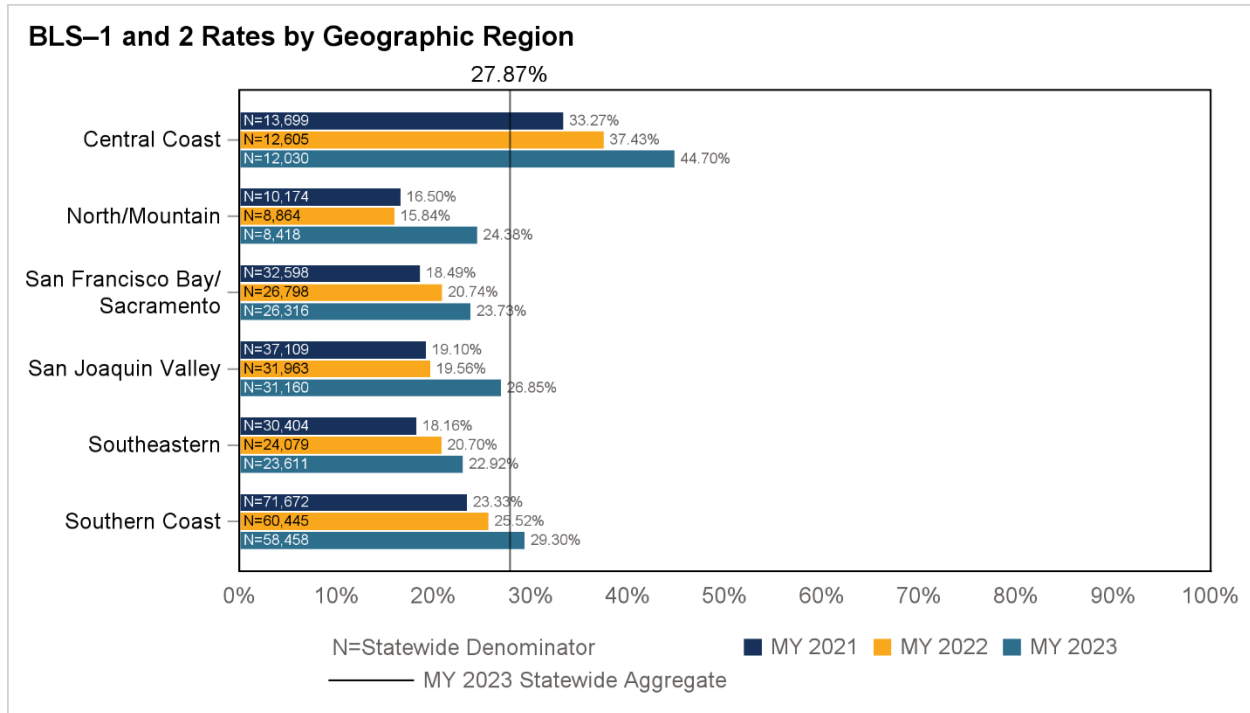 BLS–1 and 2 Rates by Geographic Region
27.87%
Central Coast
N=13,699 33.27%
N=12,605 37.43%
N=12,030 44.70%
North/Mountain
N=10,174 16.50%
N=8,864 15.84%
N=8,418 24.38%
San Francisco Bay/
Sacramento
N=32,598 18.49%
N=26,798 20.74%
N=26,316 23.73%
San Joaquin Valley
N=37,109 19.10%
N=31,963 19.56%
N=31,160 26.85%
Southeastern
N=30,404 18.16%
N=24,079 20.70%
N=23,611 22.92%
Southern Coast
N=71,672 23.33%
N=60,445 25.52%
N=58,458 29.30%
0% 10% 20% 30% 40% 50% 60% 70% 80% 90% 100%
N=Statewide Denominator MY 2021 MY 2022 MY 2023
MY 2023 Statewide Aggregate